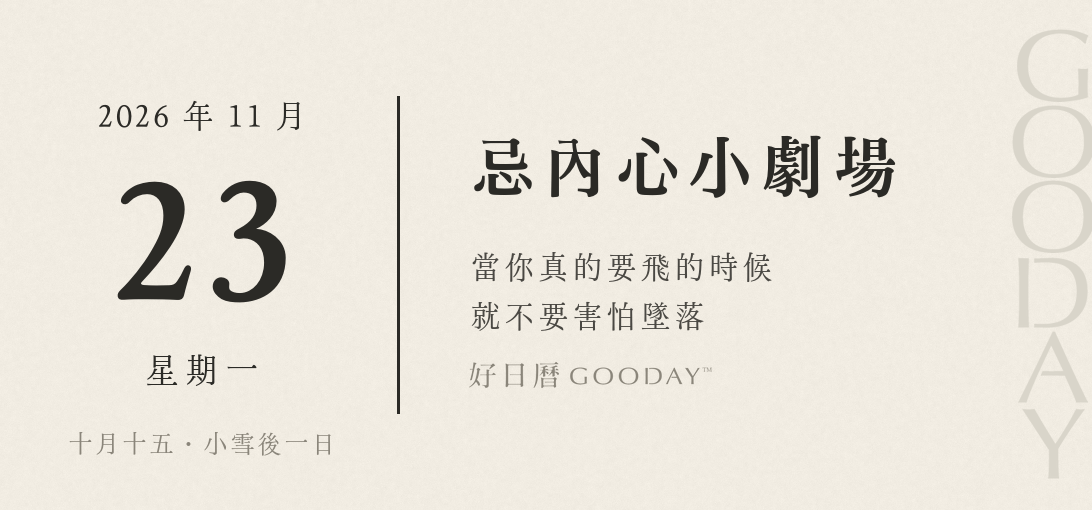 2026 年 11 月
23
星期一
十月十五·小雪後一日
忌內心小劇場
當你真的要飛的時候
就不要害怕墜落
好日曆 GOODAY™
GOODAY